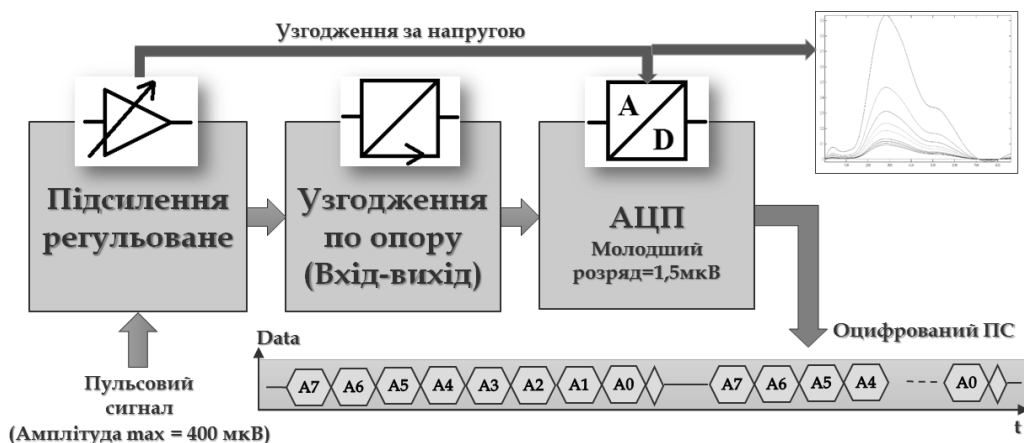 Узгодження за напругою
A
D
Підсилення
регульоване
Узгодження
по опору
(Вхід-вихід)
АЦП
Молодший
розряд=1,5мкВ
Пульсовий
сигнал
(Амплітуда max = 400 мкВ)
Оцифрований ПС
Data
A7 A6 A5 A4 A3 A2 A1 A0 A7 A6 A5 A4 A0
t